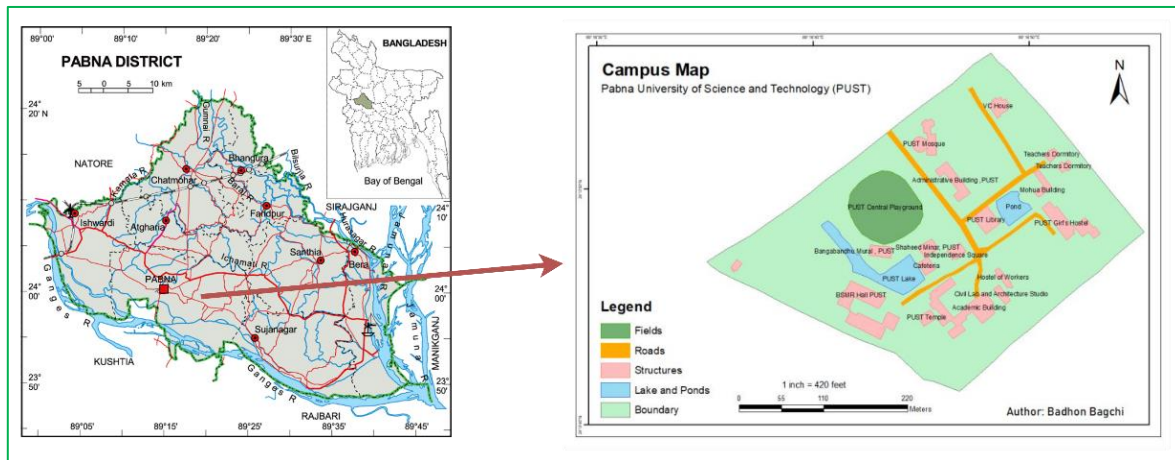 89°00'
89°10'
89°20'
89°30' E
PABNA DISTRICT
5 0 5 10 km
BANGLADESH
Bay of Bengal
24°
20' N
NATORE
Gumnai R
Kamala R
Chatmohar
Bhangura
Baral R
Faridpur
SIRAJGANJ
Ishwardi
Atgharia
Hurasagar R
24°
10'
Ichamati R
Santhia
Bera
Jamuna R
PABNA
24°
00'
24°
00'
Ganges R
Sujanagar
KUSHTIA
Ganges R
Jamuna R
MANIKGANJ
23°
50'
23°
50'
RAJBARI
89°05'
89°15'
89°25'
89°35'
89°45'
Campus Map
Pabna University of Science and Technology (PUST)
N
VC House
PUST Mosque
Teachers Dormitory
Teachers Dormitory
Administrative Building ,PUST
Mohua Building
PUST Central Playground
Pond
PUST Library
PUST Girl's Hostel
Bangabandhu Mural , PUST
Shaheed Minar, PUST
Independence Square
Cafeteria
PUST Lake
Hostel of Workers
BSMR Hall PUST
Civil Lab and Architecture Studio
Academic Building
PUST Temple
Legend
Fields
Roads
Structures
Lake and Ponds
Boundary
1 inch = 420 feet
0 55 110 220
Meters
Author: Badhon Bagchi